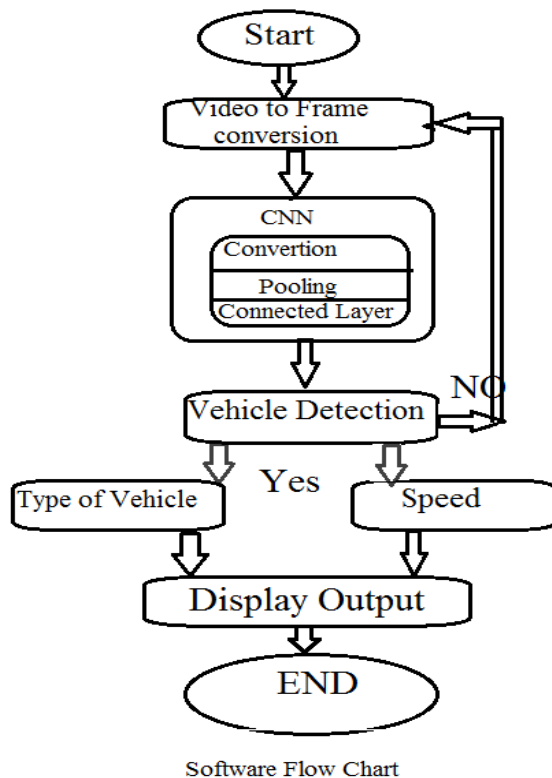 Start
Video to Frame
conversion
CNN
Convertion
Pooling
Connected Layer
NO
Vehicle Detection
Yes
Type of Vehicle
Speed
Display Output
END
Software Flow Chart